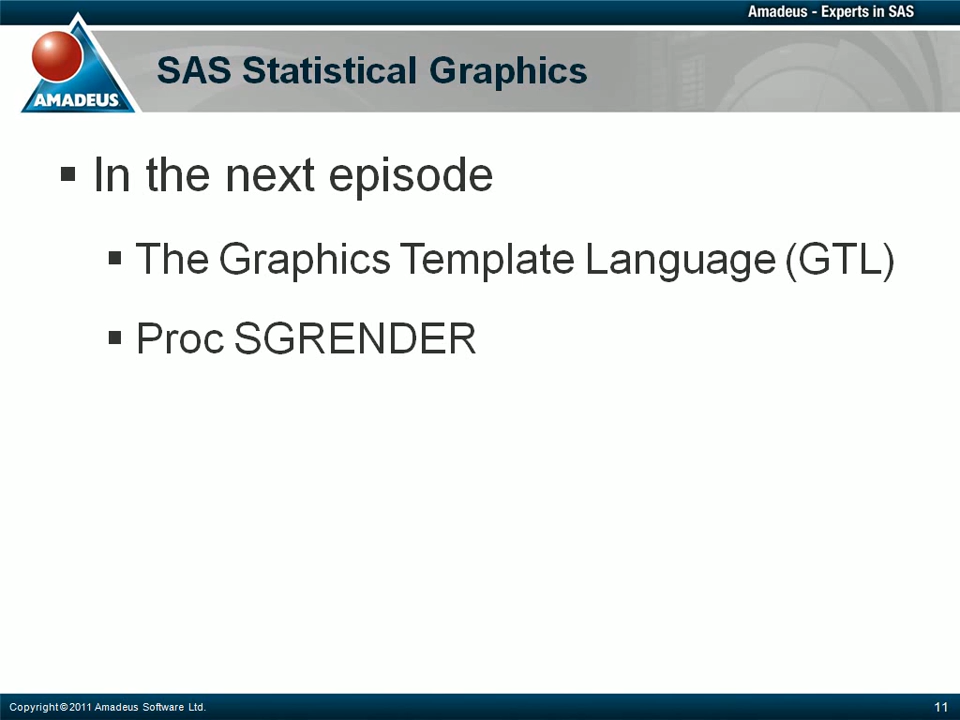 Amadeus - Experts in SAS
AMADEUS
SAS Statistical Graphics
▪ In the next episode
▪ The Graphics Template Language (GTL)
▪ Proc SGRENDER
Copyright © 2011 Amadeus Software Ltd.
11